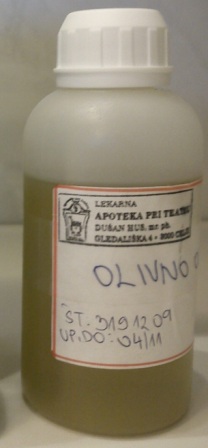 LEKARNA
APOTEKA PRI TEATRU
DUŠAN HUS. mr ph.
GLEDALIŠKA 4 - 3000 CELJE
OLIVNO
ŠT. 3191209
UP.DO: 04/11